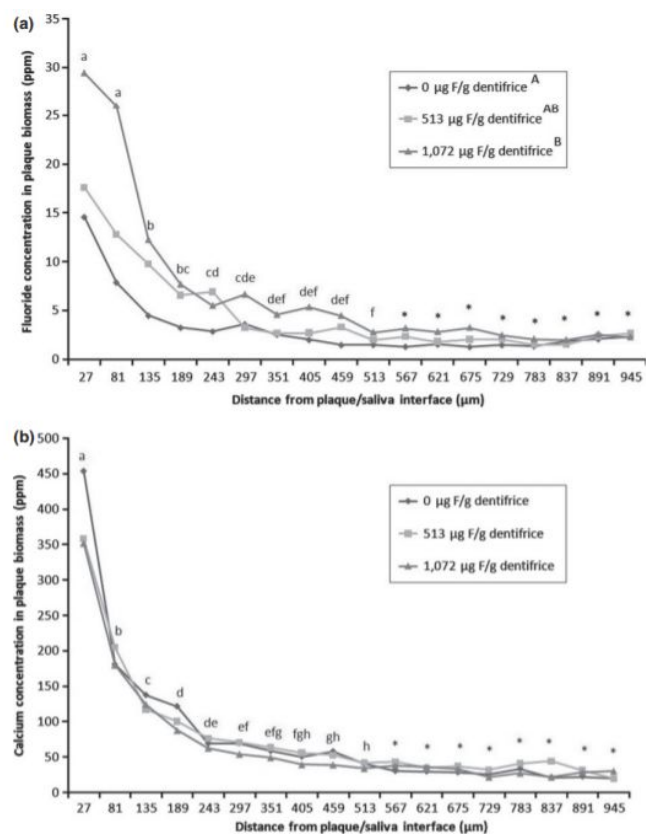 (a)
Fluoride concentration in plaque biomass (ppm)
35
30
25
20
15
10
5
0
a
a
b
bc
cd
cde
def
def
def
f
* * * * * * * *
0 µg F/g dentifrice A
513 µg F/g dentifrice AB
1,072 µg F/g dentifrice B
27 81 135 189 243 297 351 405 459 513 567 621 675 729 783 837 891 945
Distance from plaque/saliva interface (µm)
(b)
Calcium concentration in plaque biomass (ppm)
500
450
400
350
300
250
200
150
100
50
0
a
b
c
d
de
ef
efg
fgh
gh
h
* * * * * * * *
0 µg F/g dentifrice
513 µg F/g dentifrice
1,072 µg F/g dentifrice
27 81 135 189 243 297 351 405 459 513 567 621 675 729 783 837 891 945
Distance from plaque/saliva interface (µm)